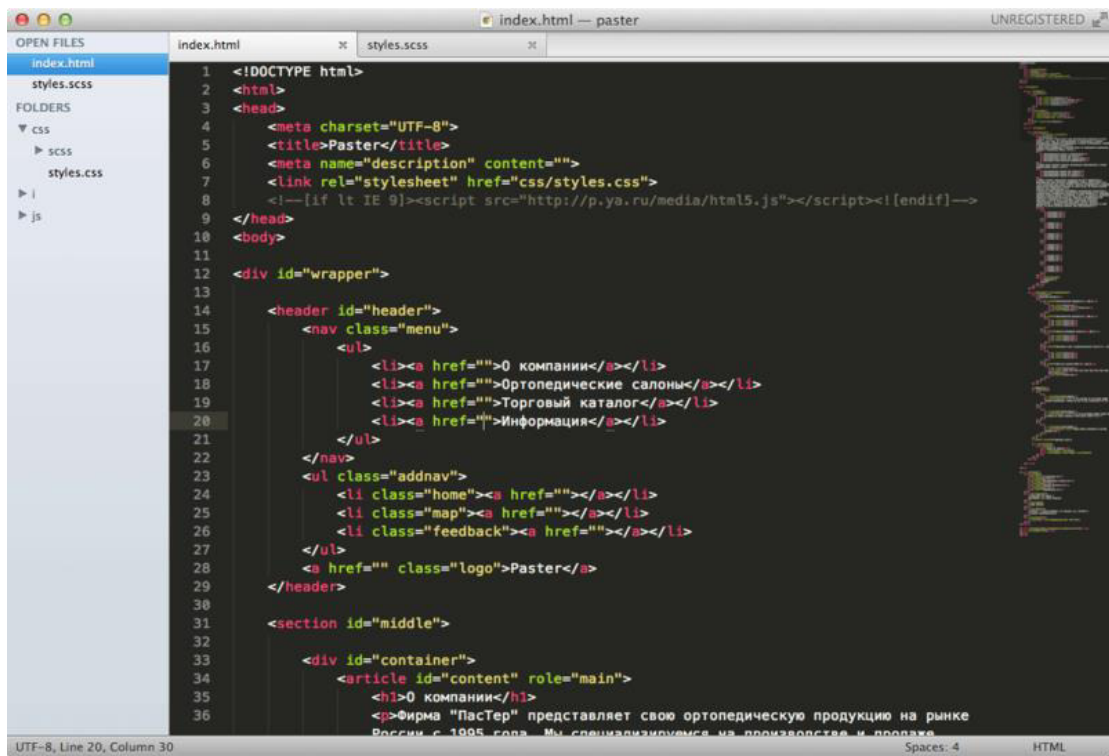 index.html — paster
UNREGISTERED
OPEN FILES
index.html
styles.scss
FOLDERS
css
scss
styles.css
i
js
index.html
styles.scss
1 <!DOCTYPE html>
2 <html>
3 <head>
4 <meta charset="UTF-8">
5 <title>Paster</title>
6 <meta name="description" content="">
7 <link rel="stylesheet" href="css/styles.css">
8 <!--[if lt IE 9]><script src="http://p.ya.ru/media/html5.js"></script><![endif]-->
9 </head>
10 <body>
11
12 <div id="wrapper">
13
14 <header id="header">
15 <nav class="menu">
16 <ul>
17 <li><a href="">О компании</a></li>
18 <li><a href="">Ортопедические салоны</a></li>
19 <li><a href="">Торговый каталог</a></li>
20 <li><a href="">Информация</a></li>
21 </ul>
22 </nav>
23 <ul class="addnav">
24 <li class="home"><a href=""></a></li>
25 <li class="map"><a href=""></a></li>
26 <li class="feedback"><a href=""></a></li>
27 </ul>
28 <a href="" class="logo">Paster</a>
29 </header>
30
31 <section id="middle">
32
33 <div id="container">
34 <article id="content" role="main">
35 <h1>О компании</h1>
36 <p>Фирма "ПасТер" представляет свою ортопедическую продукцию на рынке
России с 1995 года. Мы специализируемся на производстве и продаже
UTF-8, Line 20, Column 30
Spaces: 4
HTML